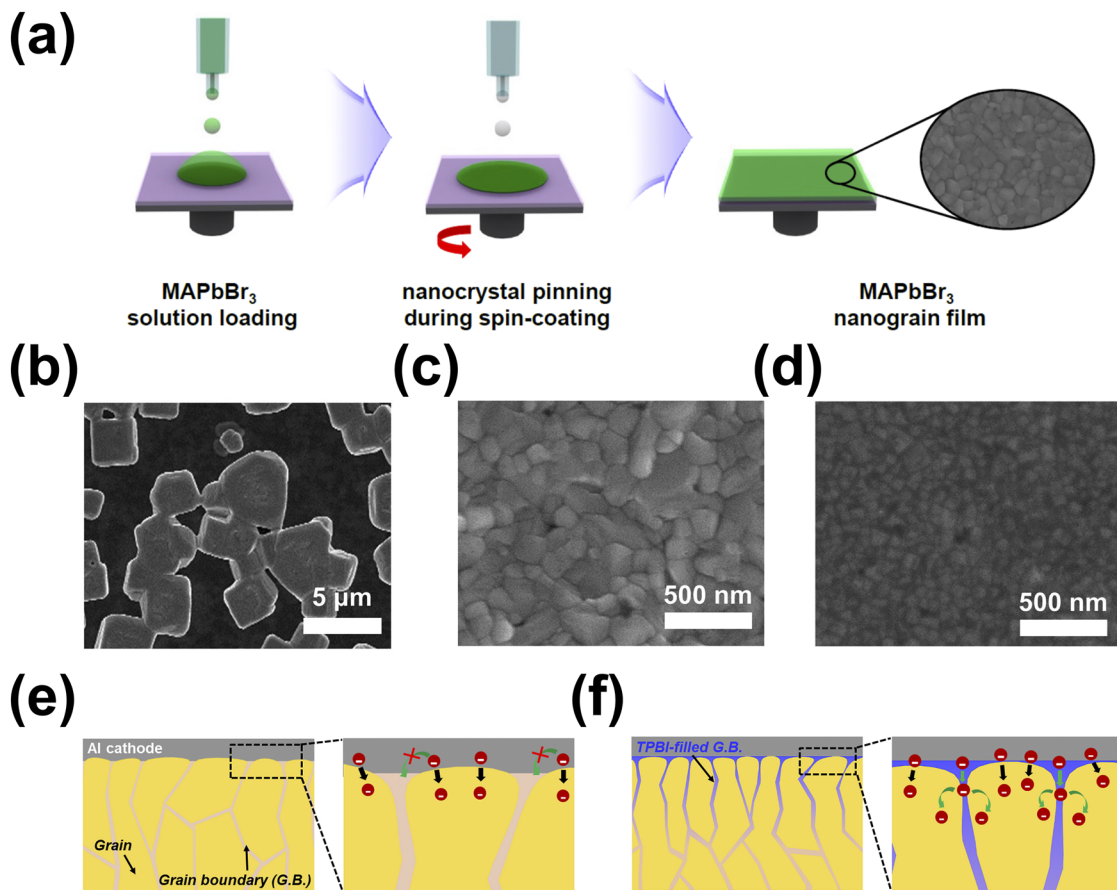 (a)
MAPbBr3
solution loading
nanocrystal pinning
during spin-coating
MAPbBr3
nanograin film
(b)
(c)
(d)
5 μm
500 nm
500 nm
(e)
(f)
Al cathode
Grain
Grain boundary (G.B.)
TPBI-filled G.B.